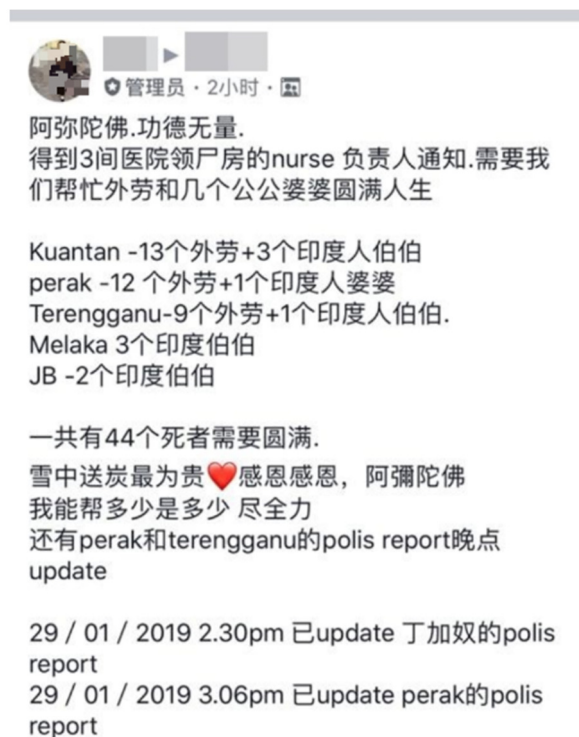 管理员 · 2小时 ·
阿弥陀佛.功德无量.
得到3间医院领尸房的nurse 负责人通知.需要我
们帮忙外劳和几个公公婆婆圆满人生
Kuantan -13个外劳+3个印度人伯伯
perak -12 个外劳+1个印度人婆婆
Terengganu-9个外劳+1个印度人伯伯.
Melaka 3个印度伯伯
JB -2个印度伯伯
一共有44个死者需要圆满.
雪中送炭最为贵❤️感恩感恩，阿彌陀佛
我能帮多少是多少 尽全力
还有perak和terengganu的polis report晚点
update
29 / 01 / 2019 2.30pm 已update 丁加奴的polis
report
29 / 01 / 2019 3.06pm 已update perak的polis
report